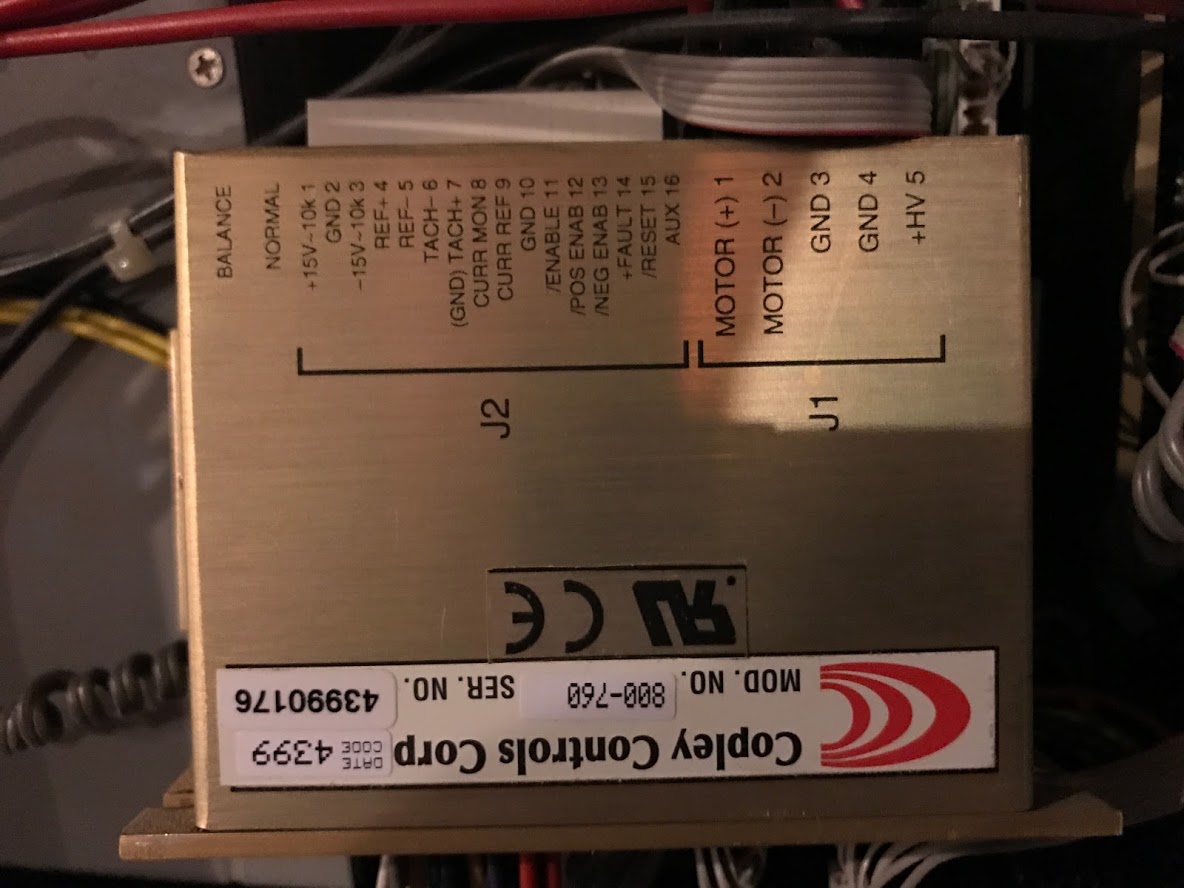 BALANCE
NORMAL
+15V-10k 1
GND 2
-15V-10k 3
REF+ 4
REF- 5
TACH- 6
(GND) TACH+ 7
CURR MON 8
CURR REF 9
GND 10
/ENABLE 11
/POS ENAB 12
/NEG ENAB 13
+FAULT 14
/RESET 15
AUX 16
J2
MOTOR (+) 1
MOTOR (-) 2
GND 3
GND 4
+HV 5
J1
Copley Controls Corp
DATE
CODE 4399
MOD. NO. 800-760 SER. NO. 43990176
CE